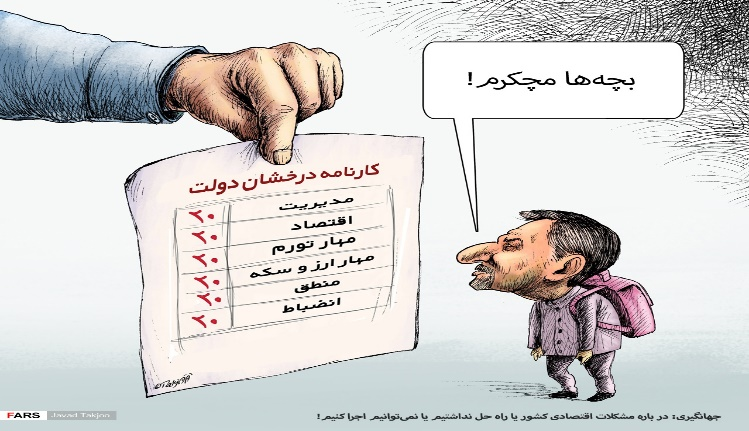 بچه‌ها مچکرم!
کارنامه درخشان دولت
مدیریت ۲۰
اقتصاد ۲۰
مهار تورم ۲۰
مهار ارز و سکه ۲۰
منطق ۲۰
انضباط ۲۰
جهانگیری: در باره مشکلات اقتصادی کشور یا راه حل نداشتیم یا نمی‌توانیم اجرا کنیم!
FARS Javad Takjoo